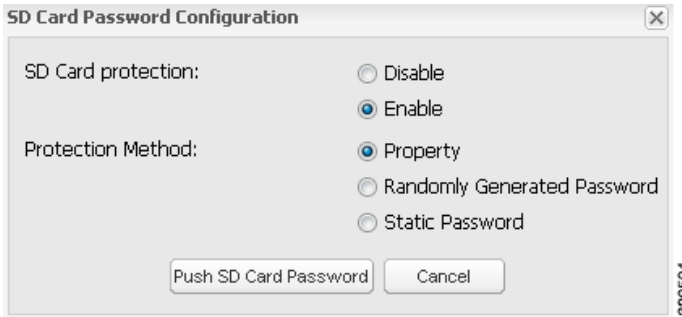 SD Card Password Configuration
SD Card protection:
Disable
Enable
Protection Method:
Property
Randomly Generated Password
Static Password
Push SD Card Password
Cancel